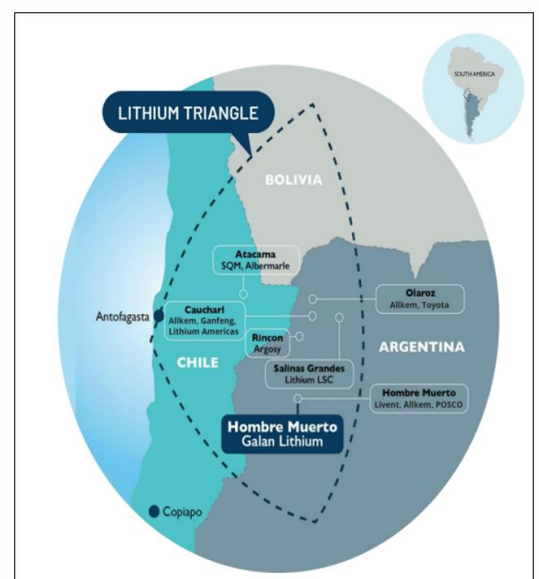 SOUTH AMERICA
LITHIUM TRIANGLE
BOLIVIA
Atacama
SQM, Albermarle
Olaroz
Allkem, Toyota
Antofagasta
Cauchari
Allkem, Ganfeng,
Lithium Americas
Rincon
Argosy
ARGENTINA
CHILE
Salinas Grandes
Lithium LSC
Hombre Muerto
Livent, Allkem, POSCO
Hombre Muerto
Galan Lithium
Copiapo